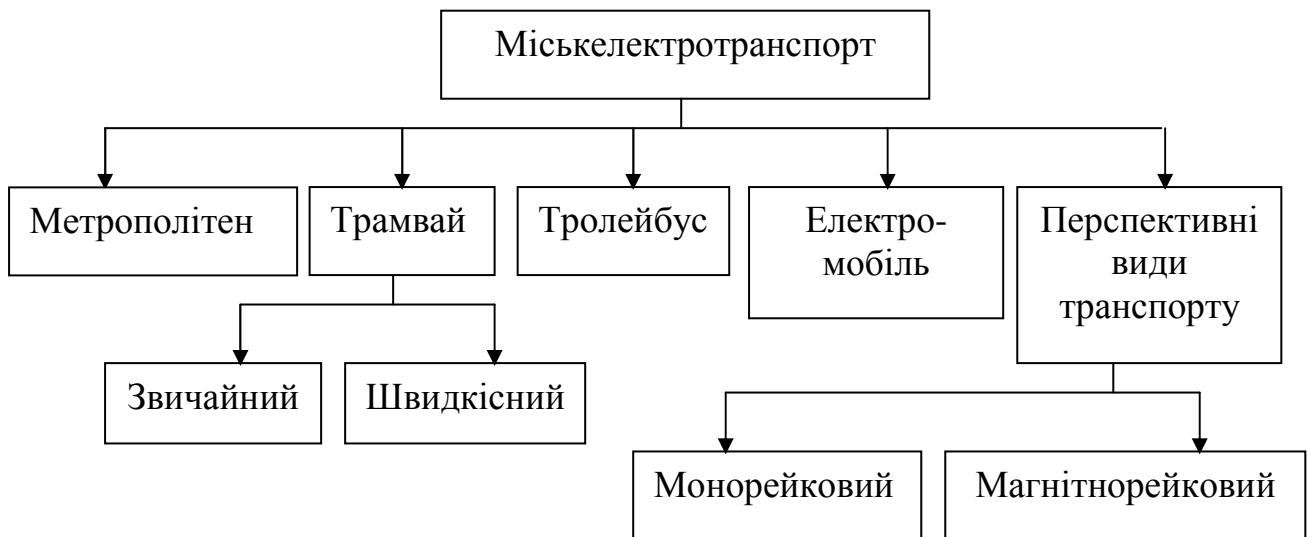 Міськелектротранспорт
Метрополітен
Трамвай
Тролейбус
Електро-
мобіль
Перспективні
види
транспорту
Звичайний
Швидкісний
Монорейковий
Магнітнорейковий